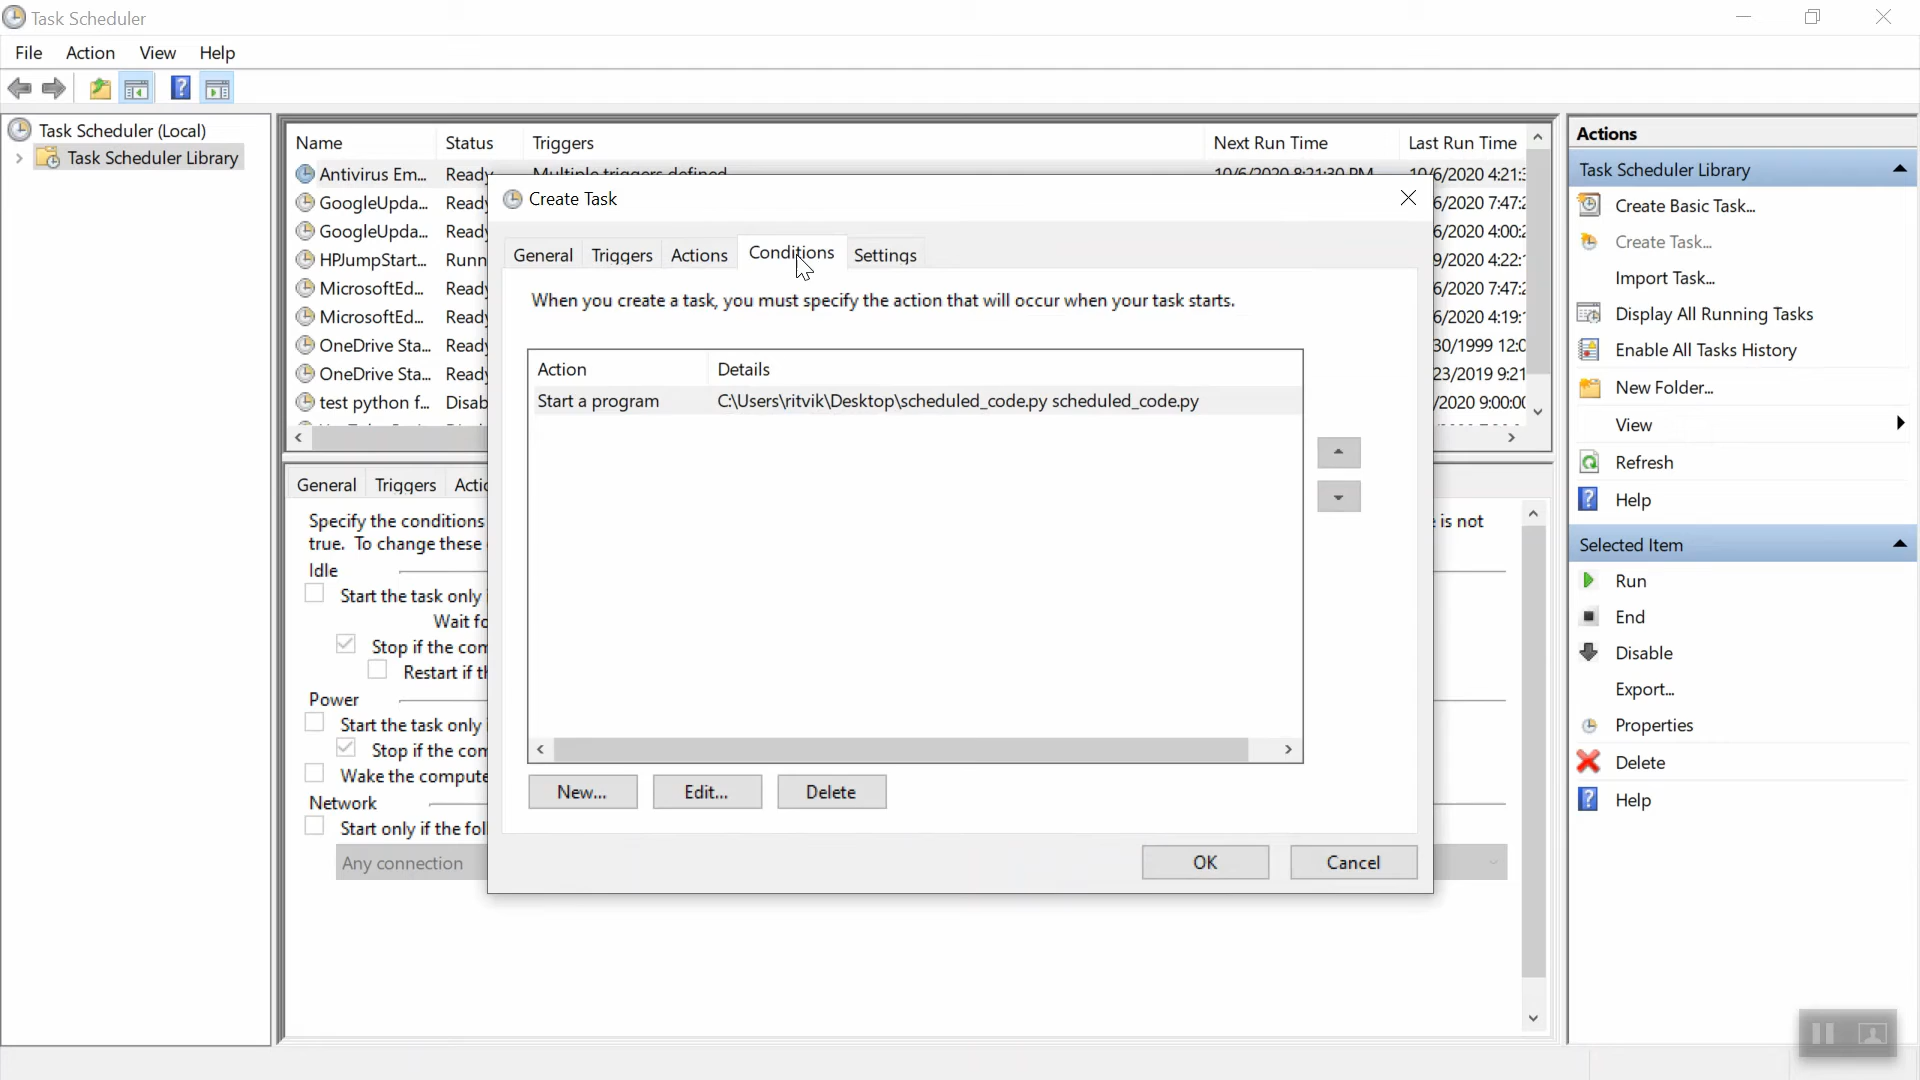 Task Scheduler
File Action View Help
Task Scheduler (Local)
Task Scheduler Library
Name Status Triggers Next Run Time Last Run Time
Antivirus Em... Ready Multiple triggers defined 10/6/2020 8:21:30 PM 10/6/2020 4:21:3
GoogleUpda... Ready 6/2020 7:47:2
GoogleUpda... Ready 6/2020 4:00:2
HPJumpStart... Runn 9/2020 4:22:1
MicrosoftEd... Ready 6/2020 7:47:2
MicrosoftEd... Ready 6/2020 4:19:1
OneDrive Sta... Ready 30/1999 12:0
OneDrive Sta... Ready 23/2019 9:21
test python f... Disab /2020 9:00:00
General Triggers Actio
Specify the conditions e is not
true. To change these
Idle
Start the task only i
Wait fo
Stop if the com
Restart if th
Power
Start the task only i
Stop if the com
Wake the compute
Network
Start only if the foll
Any connection
Create Task
General Triggers Actions Conditions Settings
When you create a task, you must specify the action that will occur when your task starts.
Action Details
Start a program C:\Users\ritvik\Desktop\scheduled_code.py scheduled_code.py
New... Edit... Delete
OK Cancel
Actions
Task Scheduler Library
Create Basic Task...
Create Task...
Import Task...
Display All Running Tasks
Enable All Tasks History
New Folder...
View
Refresh
Help
Selected Item
Run
End
Disable
Export...
Properties
Delete
Help